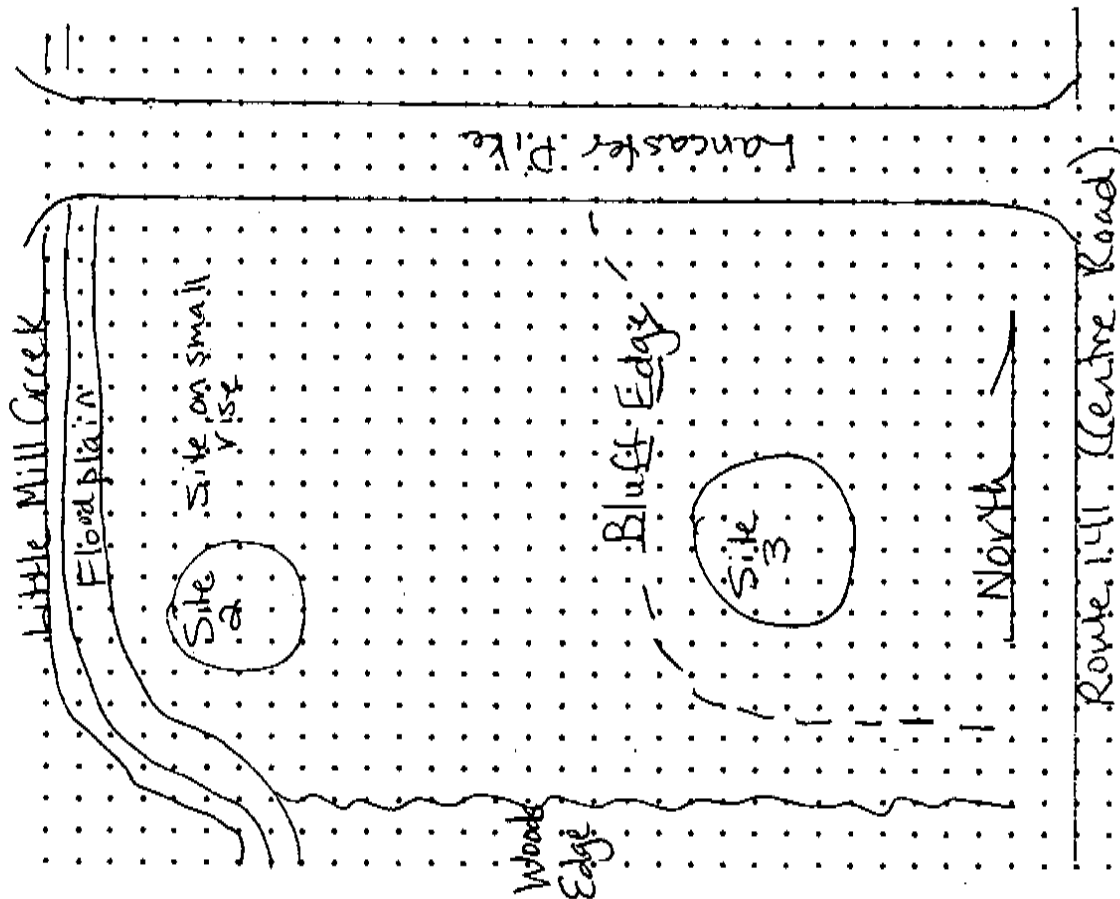 Lancaster Pike
Little Mill Creek
Floodplain
Site on small
rise
Site
2
Bluff Edge
Site
3
North
Route 141 (Centre Road)
Woods
Edge